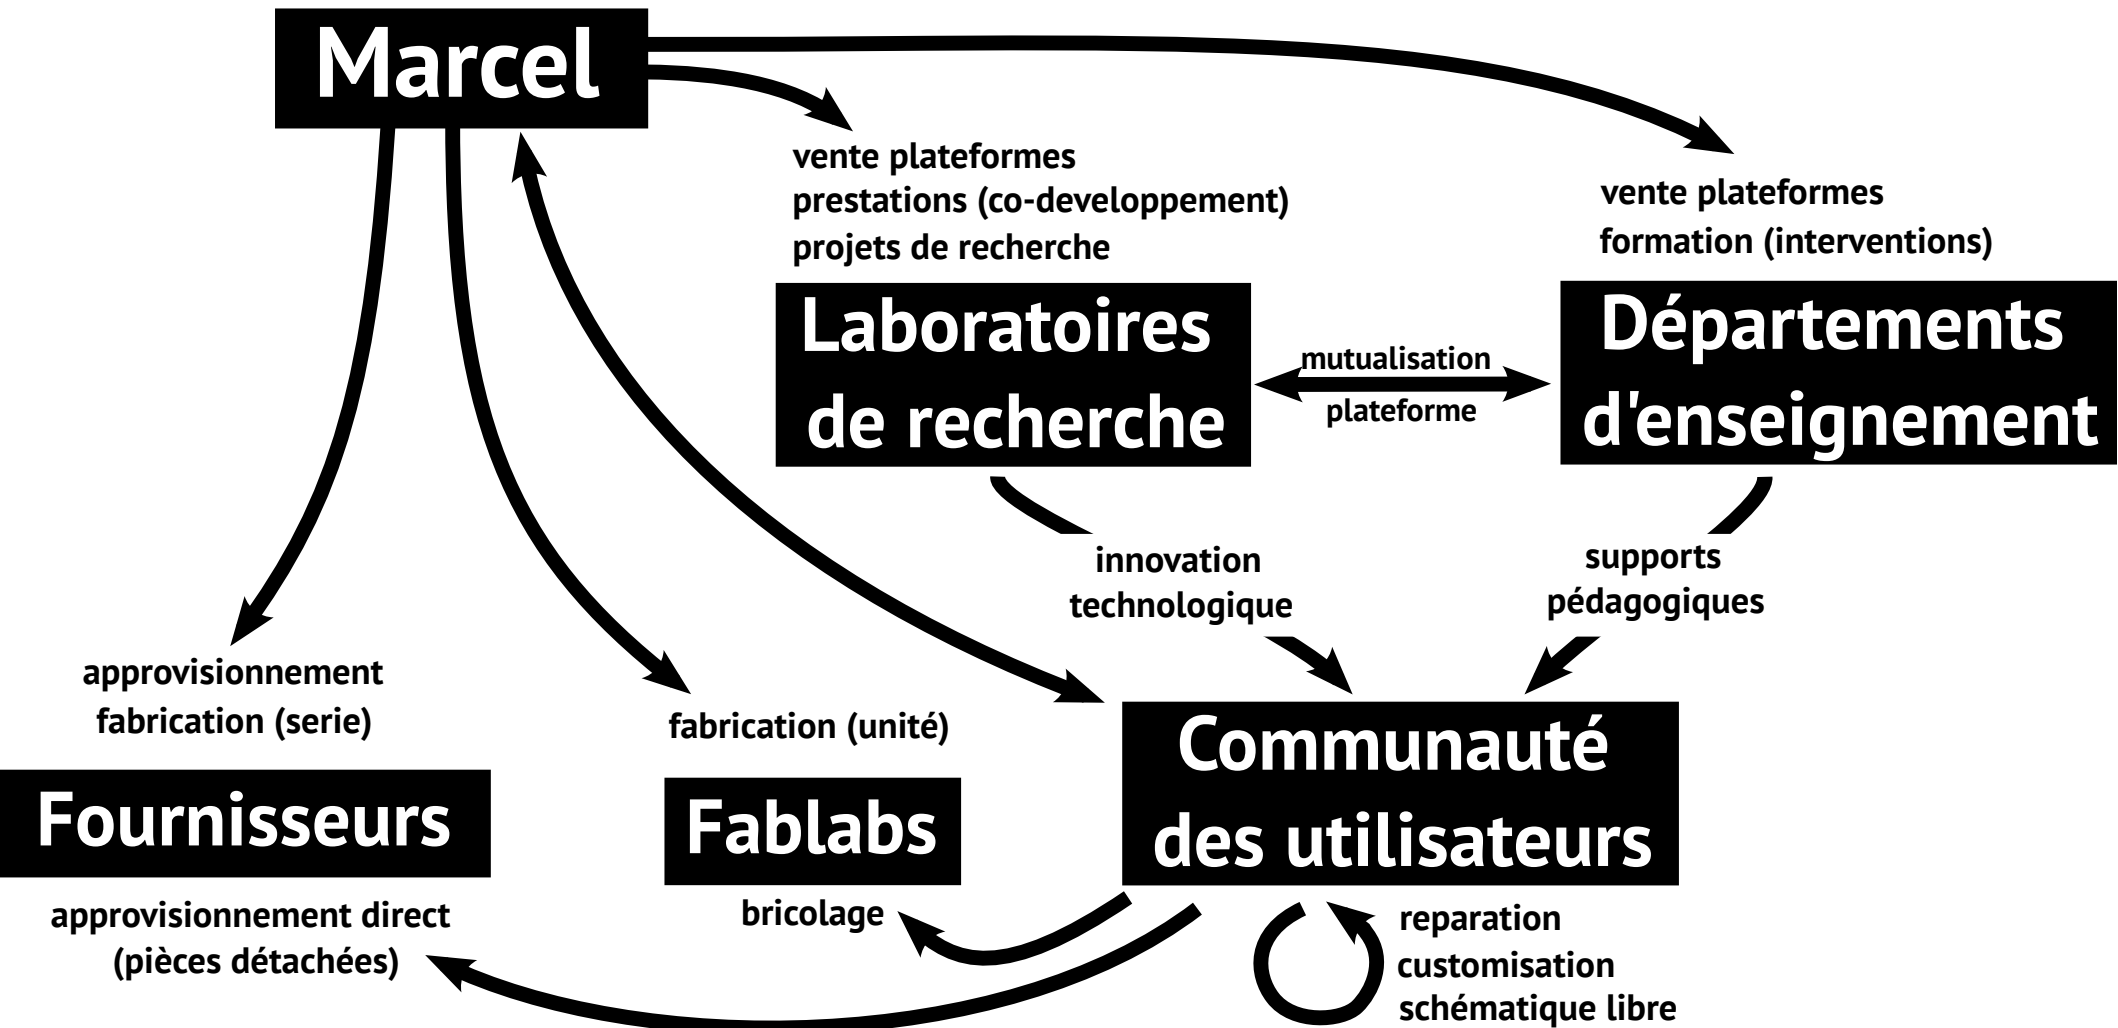 Marcel
vente plateformes
prestations (co-developpement)
projets de recherche
vente plateformes
formation (interventions)
Laboratoires
de recherche
mutualisation
plateforme
Départements
d'enseignement
innovation
technologique
supports
pédagogiques
approvisionnement
fabrication (serie)
fabrication (unité)
Fournisseurs
Fablabs
Communauté
des utilisateurs
approvisionnement direct
(pièces détachées)
bricolage
reparation
customisation
schématique libre